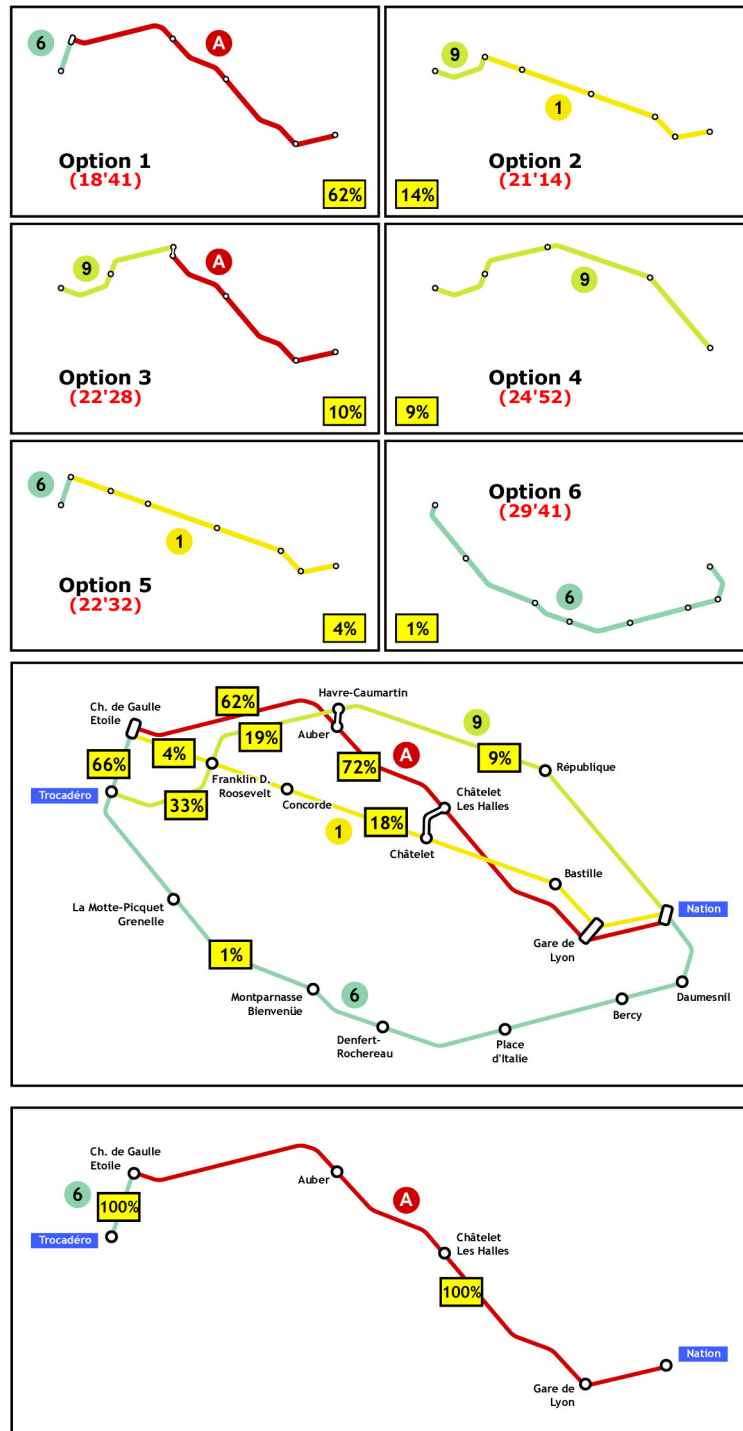 6
A
Option 1
(18'41)
62%
9
1
Option 2
(21'14)
14%
9
A
Option 3
(22'28)
10%
9
Option 4
(24'52)
9%
6
1
Option 5
(22'32)
4%
Option 6
(29'41)
6
1%
Ch. de Gaulle
Etoile
62%
Havre-Caumartin
9
66%
4%
19%
Auber
A
72%
9%
République
Trocadéro
33%
Franklin D.
Roosevelt
Concorde
1
18%
Châtelet
Les Halles
Châtelet
Bastille
La Motte-Picquet
Grenelle
Nation
Gare de
Lyon
1%
Montparnasse
Bienvenüe
6
Denfert-
Rochereau
Place
d'Italie
Bercy
Daumesnil
Ch. de Gaulle
Etoile
6
100%
Trocadéro
Auber
A
Châtelet
Les Halles
100%
Nation
Gare de
Lyon